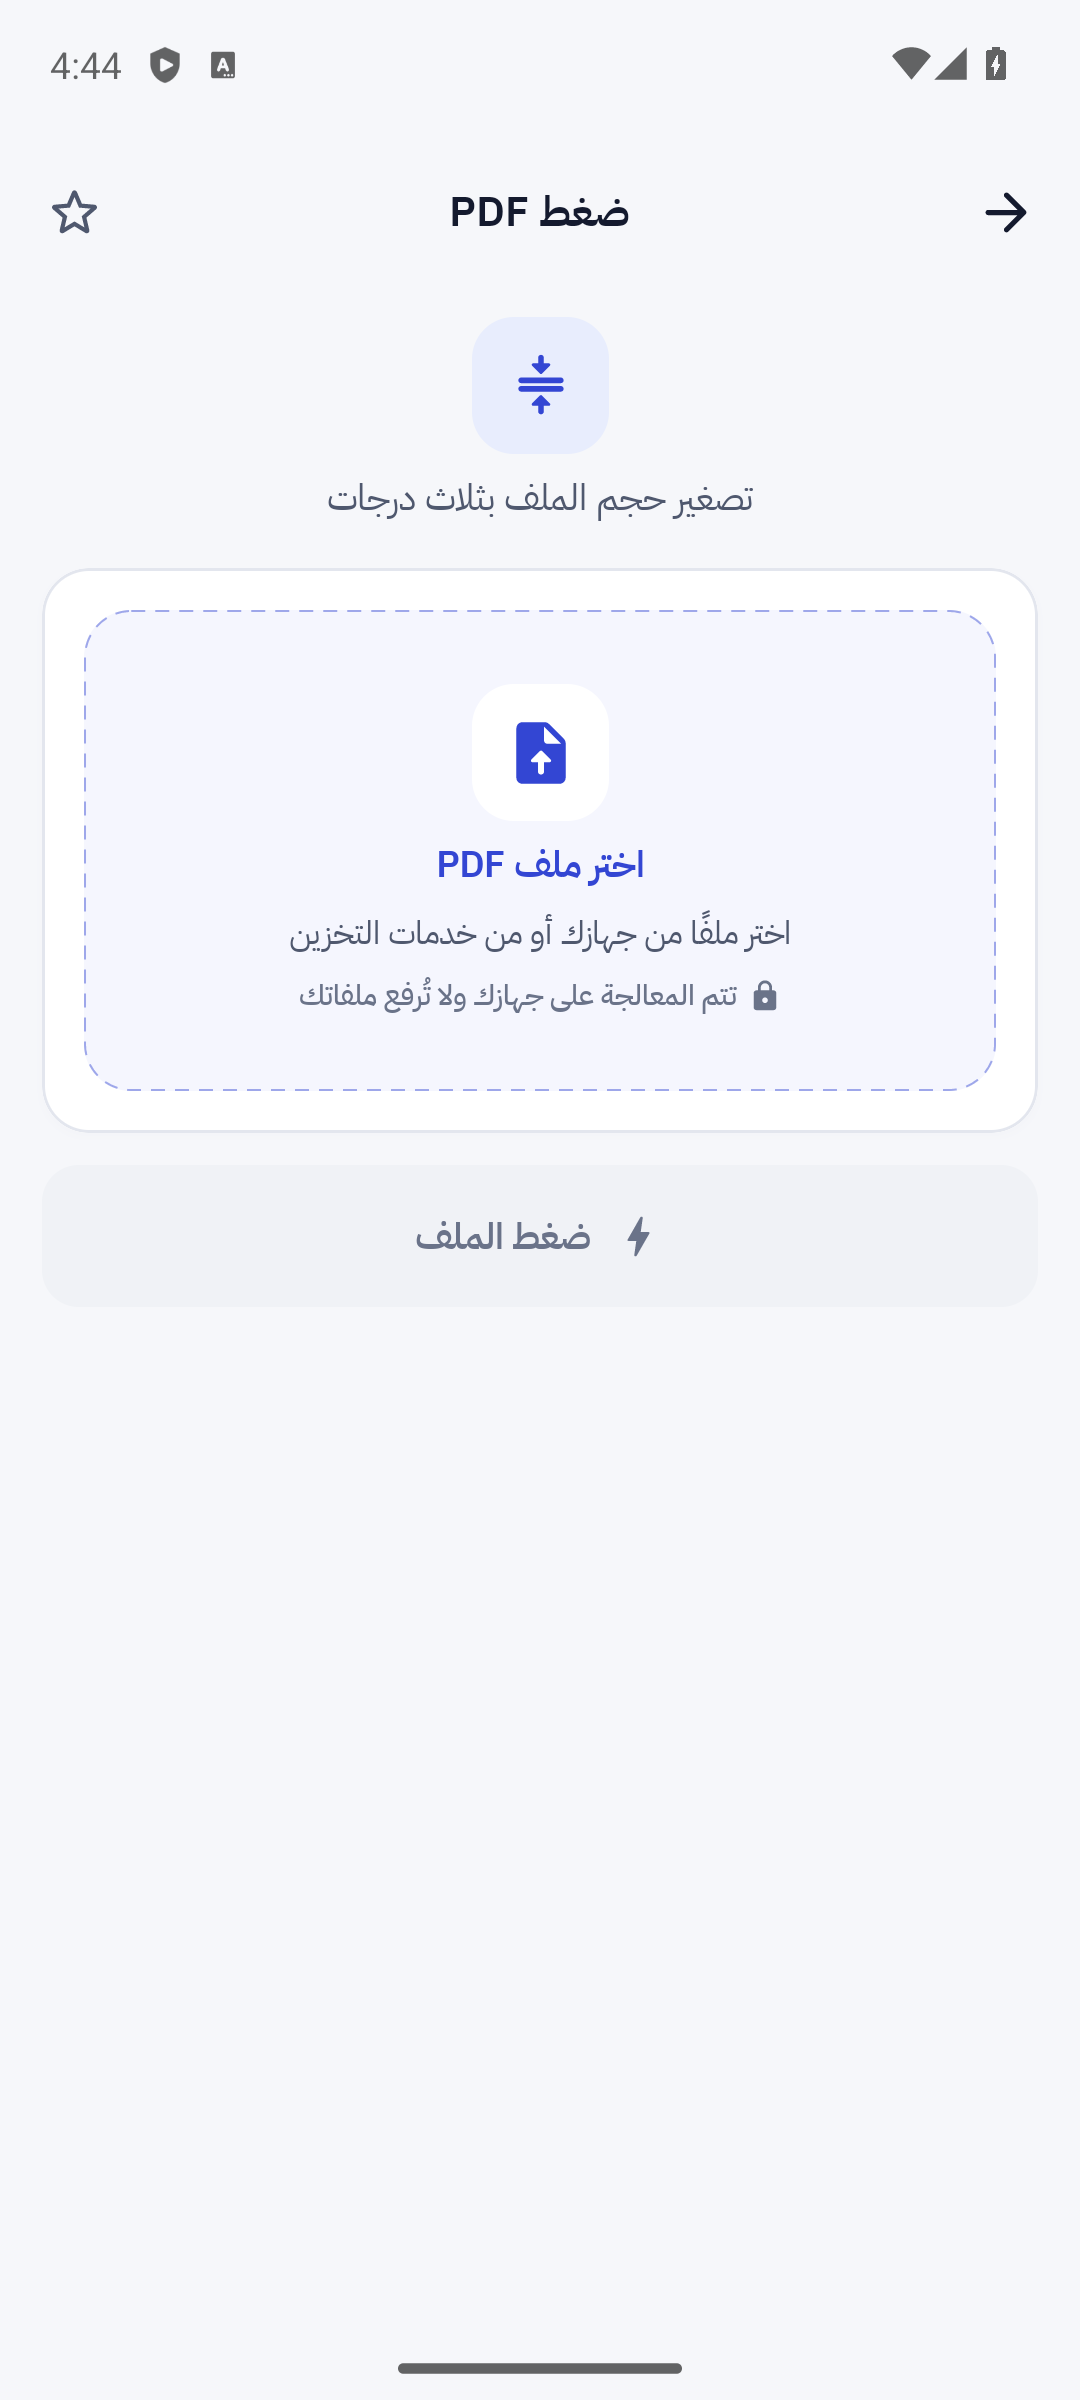 4:44
ضغط PDF
تصغير حجم الملف بثلاث درجات
اختر ملف PDF
اختر ملفًا من جهازك أو من خدمات التخزين
تتم المعالجة على جهازك ولا تُرفع ملفاتك
ضغط الملف